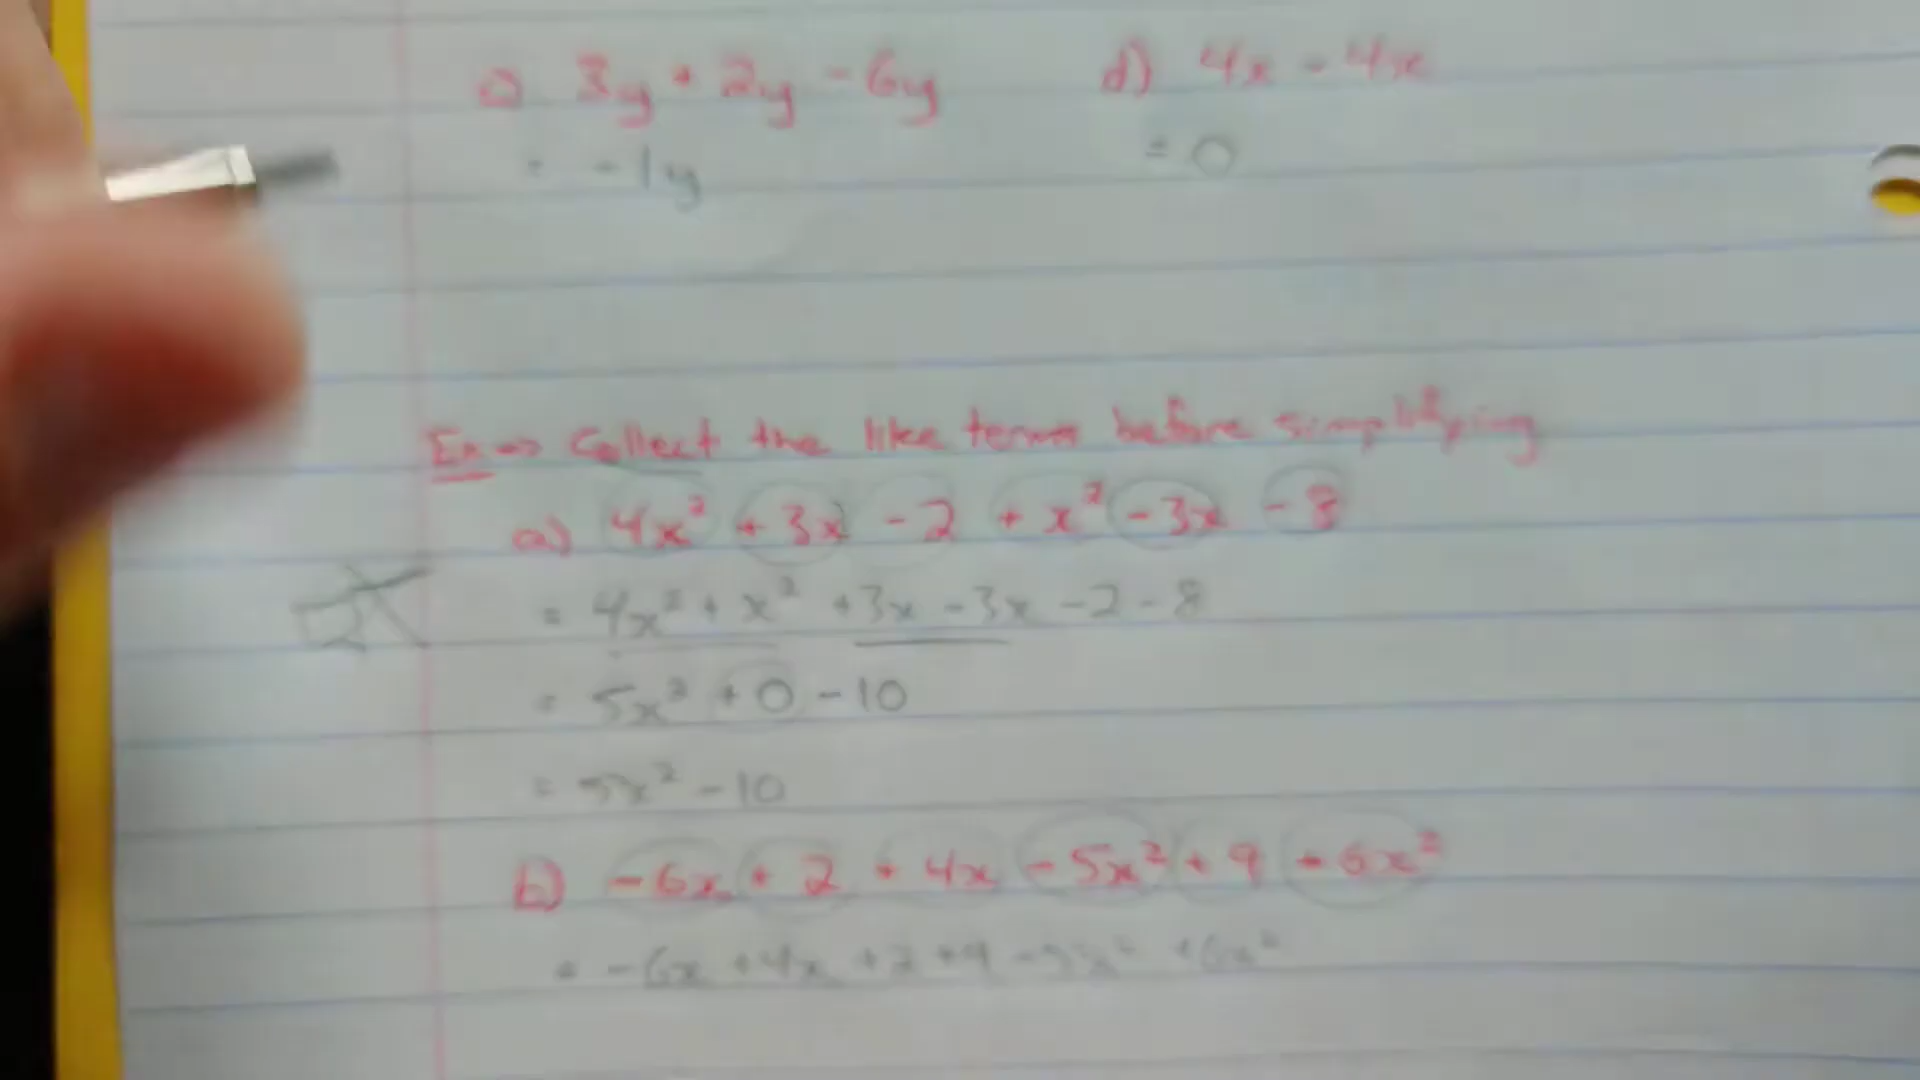 c) 3y + 2y - 6y d) 4x - 4x
= -1y = 0
Ex => Collect the like terms before simplifying
a) 4x² + 3x - 2 + x² - 3x - 8
= 4x² + x² + 3x - 3x - 2 - 8
= 5x² + 0 - 10
= 5x² - 10
b) -6x + 2 + 4x - 5x² + 9 + 6x²
= -6x + 4x + 2 + 9 - 5x² + 6x²